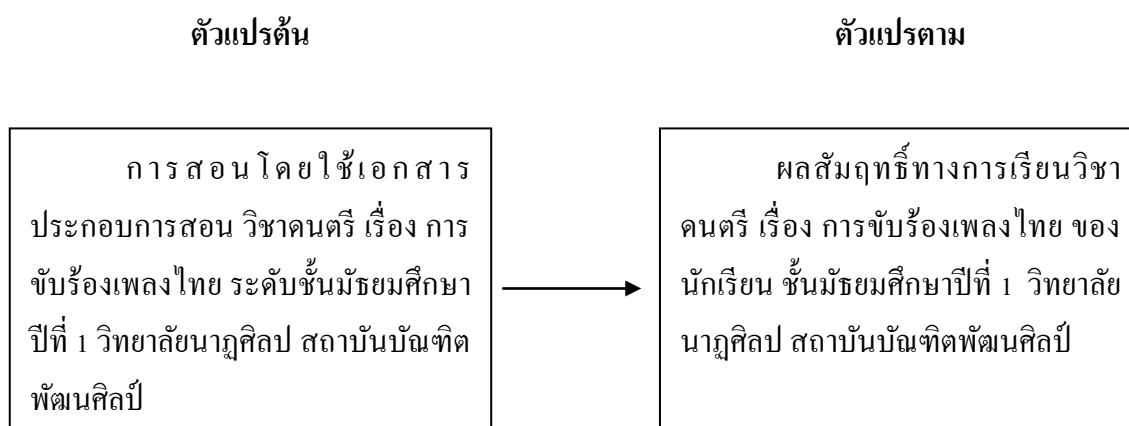 ตัวแปรต้น
ตัวแปรตาม
การสอนโดยใช้เอกสาร
ประกอบการสอน วิชาดนตรี เรื่อง การ
ขับร้องเพลงไทย ระดับชั้นมัธยมศึกษา
ปีที่ 1 วิทยาลัยนาฏศิลป สถาบันบัณฑิต
พัฒนศิลป์
ผลสัมฤทธิ์ทางการเรียนวิชา
ดนตรี เรื่อง การขับร้องเพลงไทย ของ
นักเรียน ชั้นมัธยมศึกษาปีที่ 1 วิทยาลัย
นาฏศิลป สถาบันบัณฑิตพัฒนศิลป์